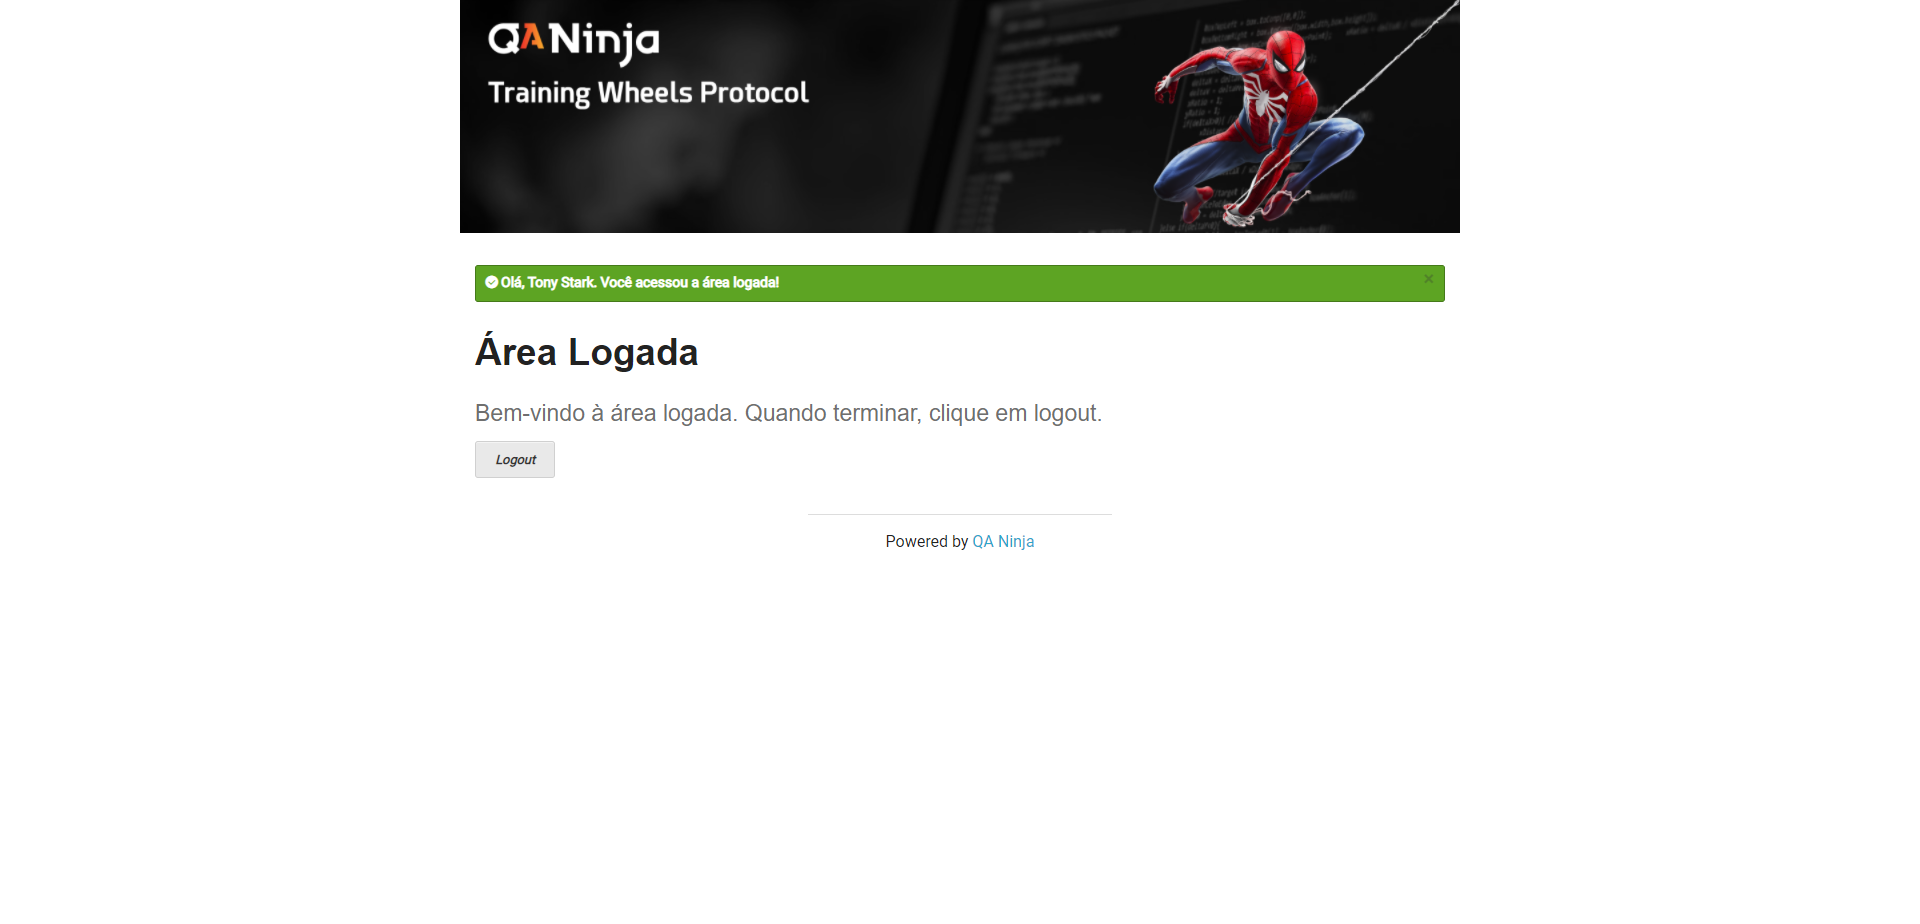 QANinja
Training Wheels Protocol
Olá, Tony Stark. Você acessou a área logada!
×
Área Logada
Bem-vindo à área logada. Quando terminar, clique em logout.
Logout
Powered by QA Ninja